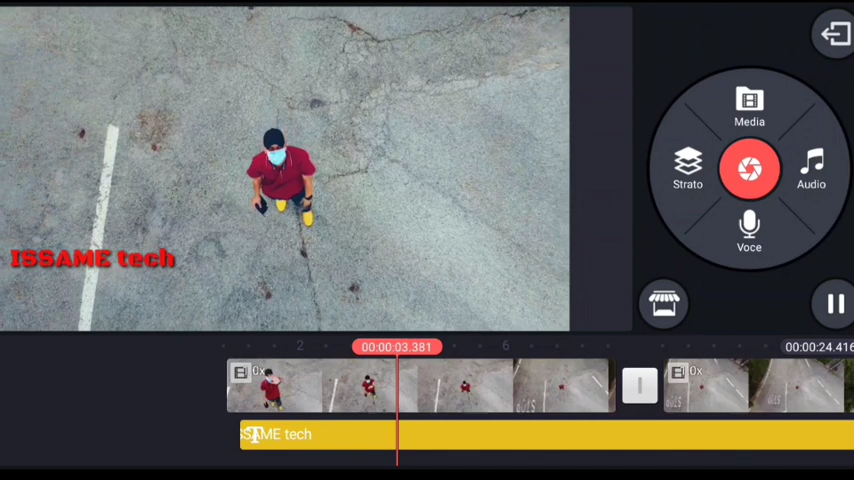 Media
Strato
Audio
Voce
ISSAME tech
2
00:00:03.381
6
00:00:24.416
0x
0x
ISSAME tech